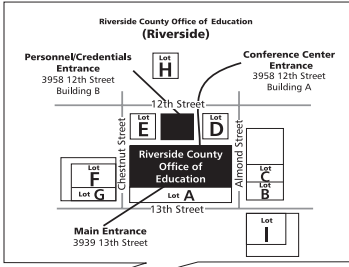 Riverside County Office of Education
(Riverside)
Personnel/Credentials
Entrance
3958 12th Street
Building B
Lot
H
Conference Center
Entrance
3958 12th Street
Building A
12th Street
Lot
E
Lot
D
Chestnut Street
Almond Street
Riverside County
Office of
Education
Lot
F
Lot G
Lot A
Lot
C
Lot
B
13th Street
Main Entrance
3939 13th Street
Lot
I